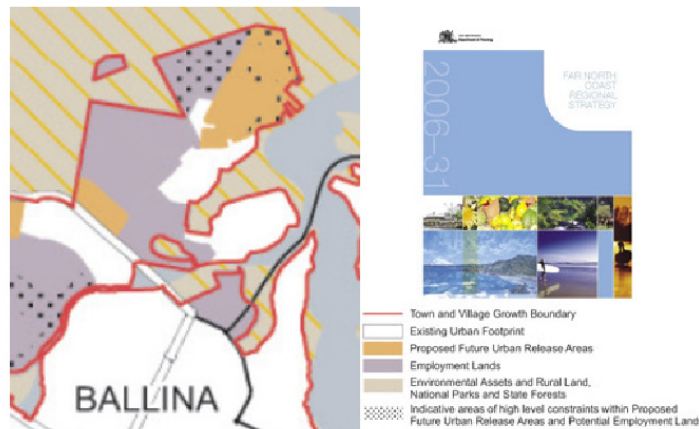 BALLINA
Department of Planning
2006–31
FAR NORTH
COAST
REGIONAL
STRATEGY
Town and Village Growth Boundary
Existing Urban Footprint
Proposed Future Urban Release Areas
Employment Lands
Environmental Assets and Rural Land,
National Parks and State Forests
Indicative areas of high level constraints within Proposed
Future Urban Release Areas and Potential Employment Land